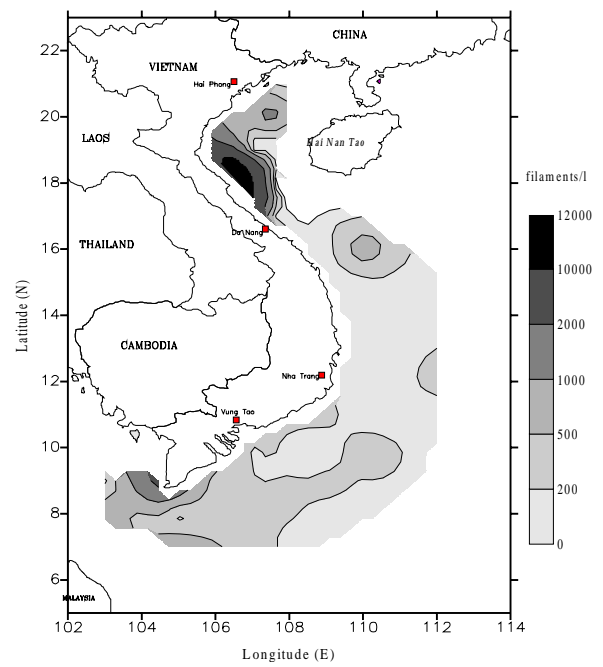 CHINA
VIETNAM
Hai Phong
LAOS
Hai Nan Tao
THAILAND
Da Nang
CAMBODIA
Nha Trang
Vung Tao
MALAYSIA
22
20
18
16
14
12
10
8
6
Latitude (N)
102 104 106 108 110 112 114
Longitude (E)
filaments/l
12000
10000
2000
1000
500
200
0